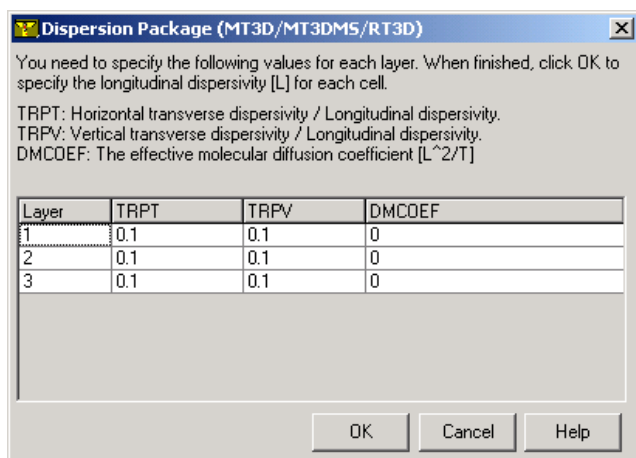 Dispersion Package (MT3D/MT3DMS/RT3D)
You need to specify the following values for each layer. When finished, click OK to
specify the longitudinal dispersivity [L] for each cell.
TRPT: Horizontal transverse dispersivity / Longitudinal dispersivity.
TRPV: Vertical transverse dispersivity / Longitudinal dispersivity.
DMCOEF: The effective molecular diffusion coefficient [L^2/T]
Layer TRPT TRPV DMCOEF
1 0.1 0.1 0
2 0.1 0.1 0
3 0.1 0.1 0
OK Cancel Help